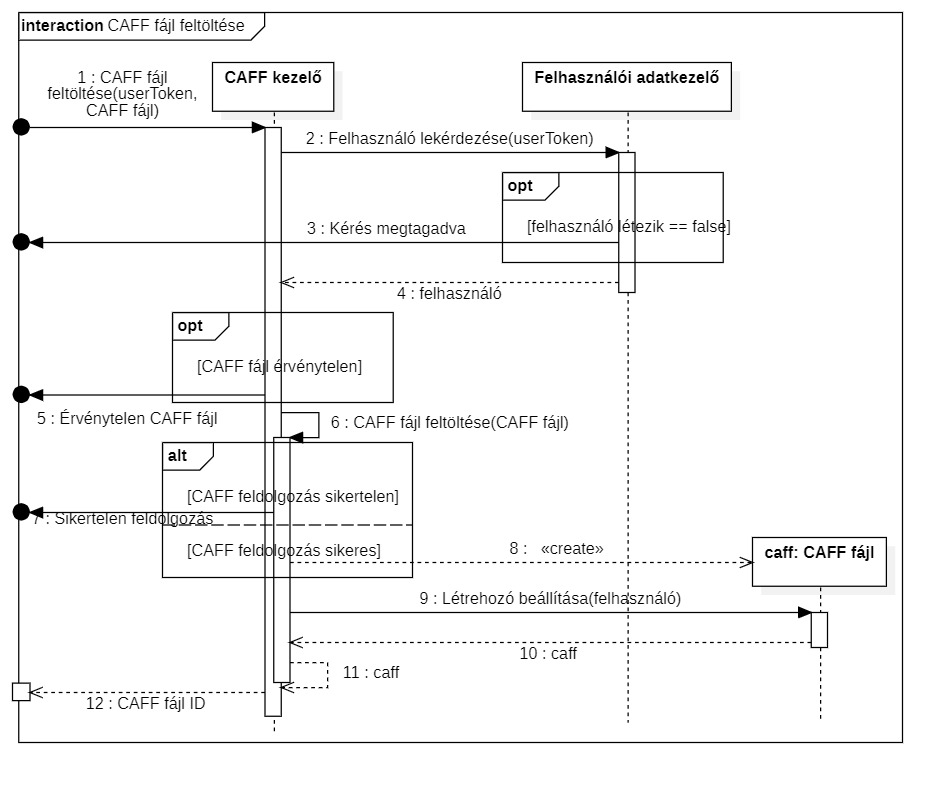 interaction CAFF fájl feltöltése
1 : CAFF fájl
feltöltése(userToken,
CAFF fájl)
CAFF kezelő
Felhasználói adatkezelő
2 : Felhasználó lekérdezése(userToken)
opt
[felhasználó létezik == false]
3 : Kérés megtagadva
4 : felhasználó
opt
[CAFF fájl érvénytelen]
5 : Érvénytelen CAFF fájl
6 : CAFF fájl feltöltése(CAFF fájl)
alt
[CAFF feldolgozás sikertelen]
7 : Sikertelen feldolgozás
[CAFF feldolgozás sikeres]
8 : «create»
caff: CAFF fájl
9 : Létrehozó beállítása(felhasználó)
10 : caff
11 : caff
12 : CAFF fájl ID